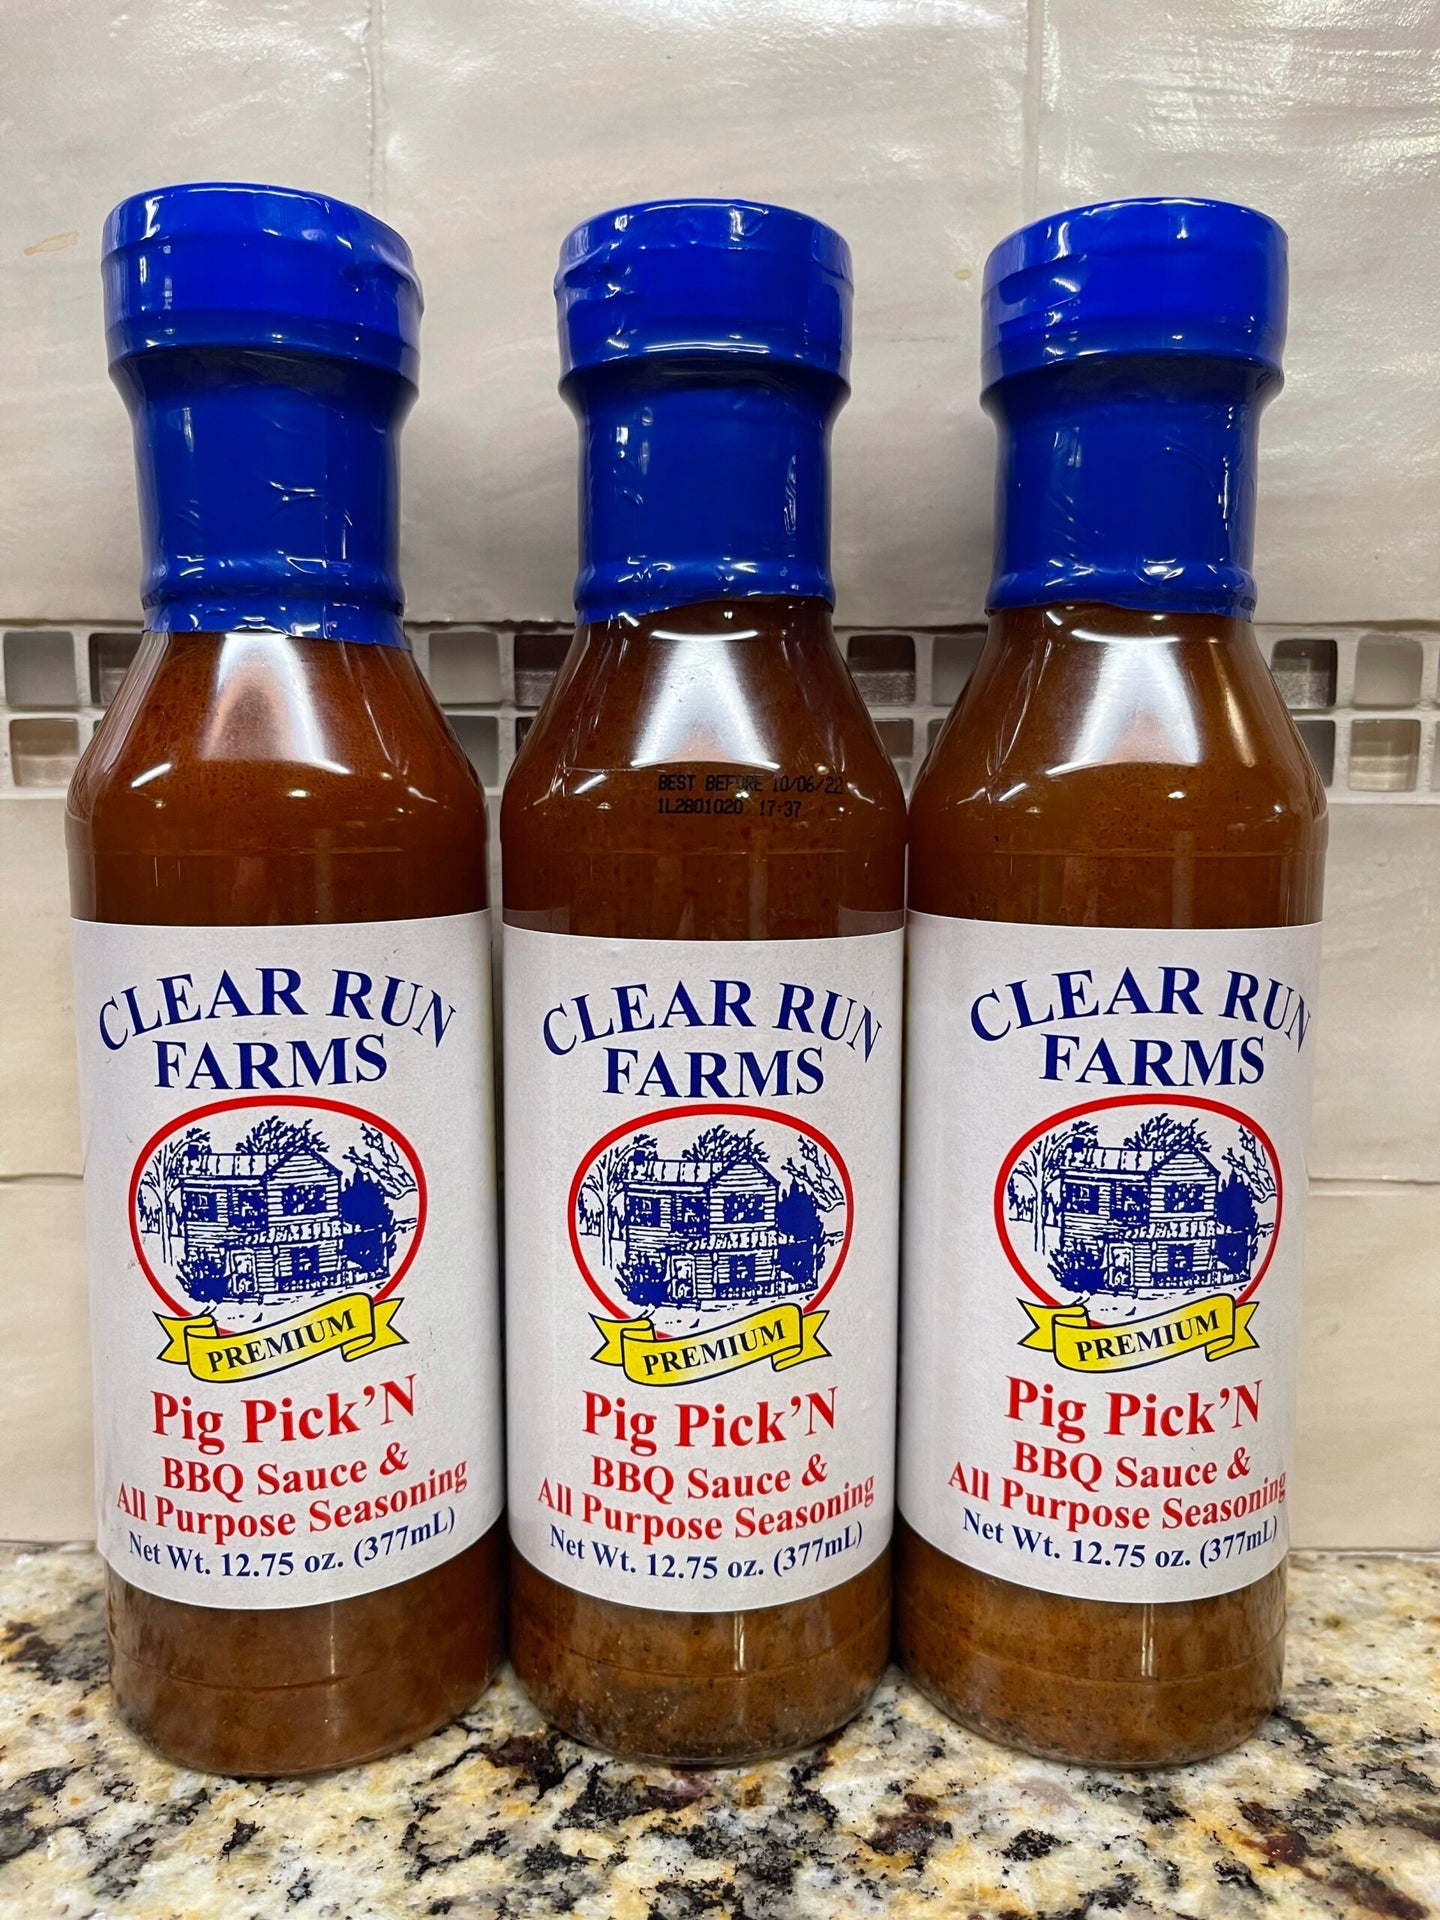 CLEAR RUN
FARMS
PREMIUM
Pig Pick'N
BBQ Sauce &
All Purpose Seasoning
Net Wt. 12.75 oz. (377mL)
BEST BEFORE 10/06/22
1L2801020 17:37
CLEAR RUN
FARMS
PREMIUM
Pig Pick'N
BBQ Sauce &
All Purpose Seasoning
Net Wt. 12.75 oz. (377mL)
CLEAR RUN
FARMS
PREMIUM
Pig Pick'N
BBQ Sauce &
All Purpose Seasoning
Net Wt. 12.75 oz. (377mL)